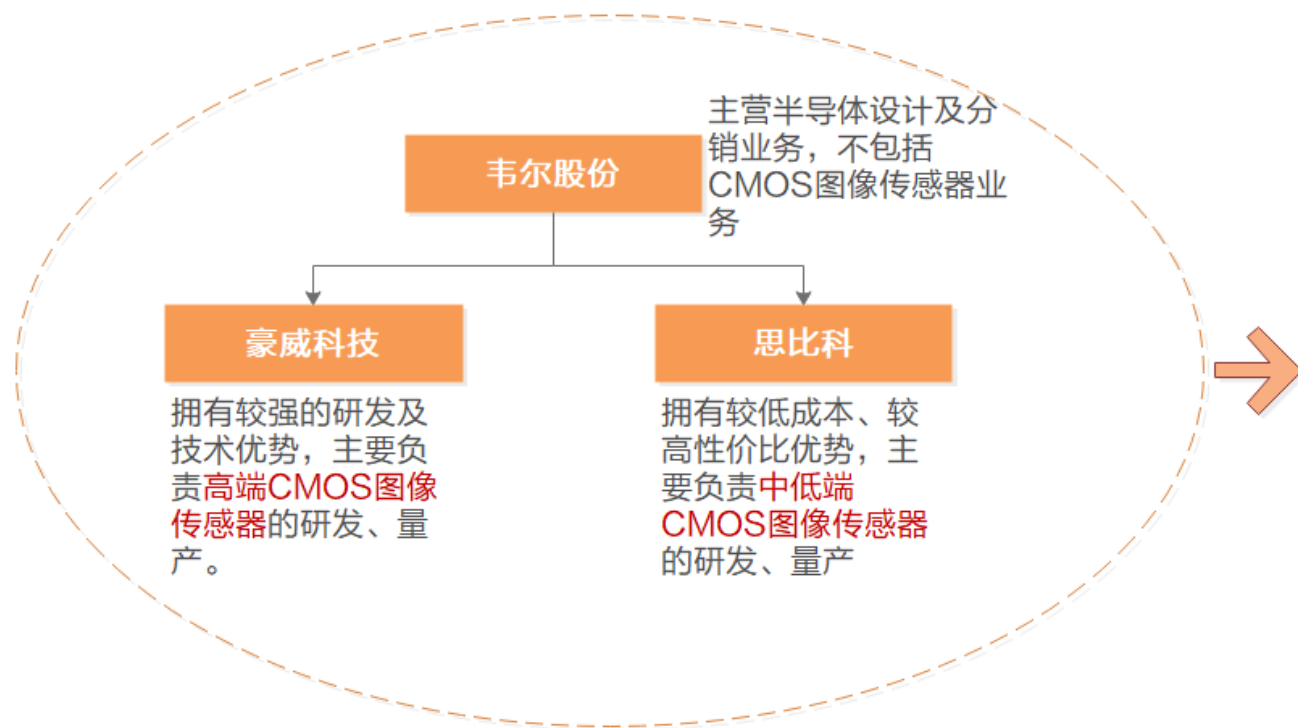 主营半导体设计及分
销业务，不包括
CMOS图像传感器业
务
韦尔股份
豪威科技
拥有较强的研发及
技术优势，主要负
责高端CMOS图像
传感器的研发、量
产。
思比科
拥有较低成本、较
高性价比优势，主
要负责中低端
CMOS图像传感器
的研发、量产